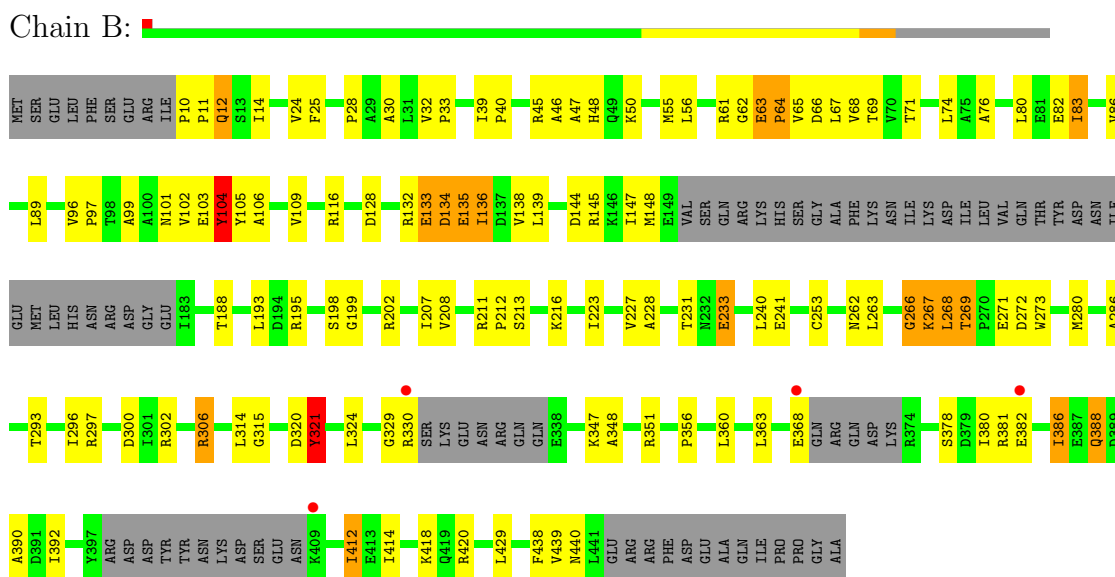 Chain B:
MET SER GLU LEU PHE SER GLU ARG ILE P10 P11 Q12 S13 I14 V24 F25 P28 A29 A30 L31 V32 P33 I39 P40 R45 A46 A47 H48 Q49 K50 M55 L56 R61 G62 E63 P64 V65 D66 L67 V68 T69 V70 T71 L74 A75 A76 L80 E81 E82 I83 V86
L89 V96 P97 T98 A99 A100 N101 V102 E103 Y104 Y105 A106 V109 R116 D128 R132 E133 D134 E135 I136 D137 V138 L139 D144 R145 K146 I147 M148 E149 VAL SER GLN ARG LYS HIS SER GLY ALA PHE LYS ASN ILE LYS ASP ILE LEU VAL GLN THR TYR ASP ASN ILE
GLU MET LEU HIS ASN ARG ASP GLY GLU I183 T188 L193 D194 R195 S198 G199 R202 I207 V208 R211 P212 S213 K216 I223 V227 A228 T231 N232 E233 L240 E241 C253 N262 L263 G266 K267 L268 T269 P270 E271 D272 W273 M280 A286
T293 I296 R297 D300 I301 R302 R306 L314 G315 D320 Y321 L324 G329 R330 SER LYS GLU ASN ARG GLN GLN E338 K347 A348 R351 P356 L360 L363 E368 GLN ARG GLN ASP LYS R374 S378 D379 I380 R381 E382 I386 E387 Q388 D389
A390 D391 I392 Y397 ARG ASP ASP TYR TYR ASN LYS ASP SER GLU ASN K409 I412 E413 I414 K418 Q419 R420 L429 F438 V439 N440 L441 GLU ARG ARG PHE ASP GLU ALA GLN ILE PRO PRO GLY ALA